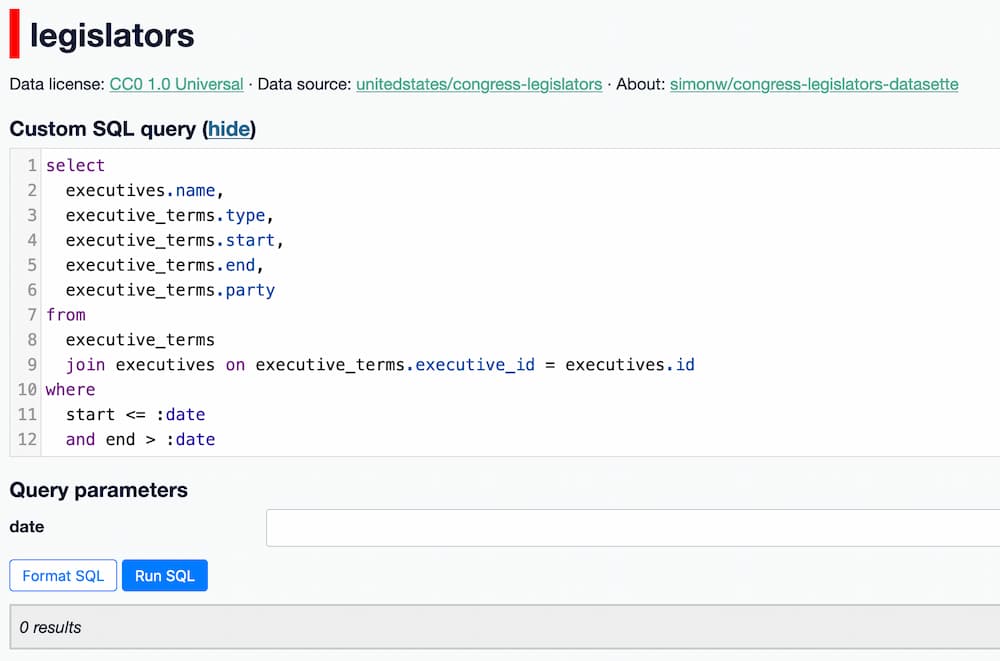 legislators
Data license: CC0 1.0 Universal · Data source: unitedstates/congress-legislators · About: simonw/congress-legislators-datasette
Custom SQL query (hide)
1 select
2   executives.name,
3   executive_terms.type,
4   executive_terms.start,
5   executive_terms.end,
6   executive_terms.party
7 from
8   executive_terms
9   join executives on executive_terms.executive_id = executives.id
10 where
11   start <= :date
12   and end > :date
Query parameters
date
Format SQL Run SQL
0 results